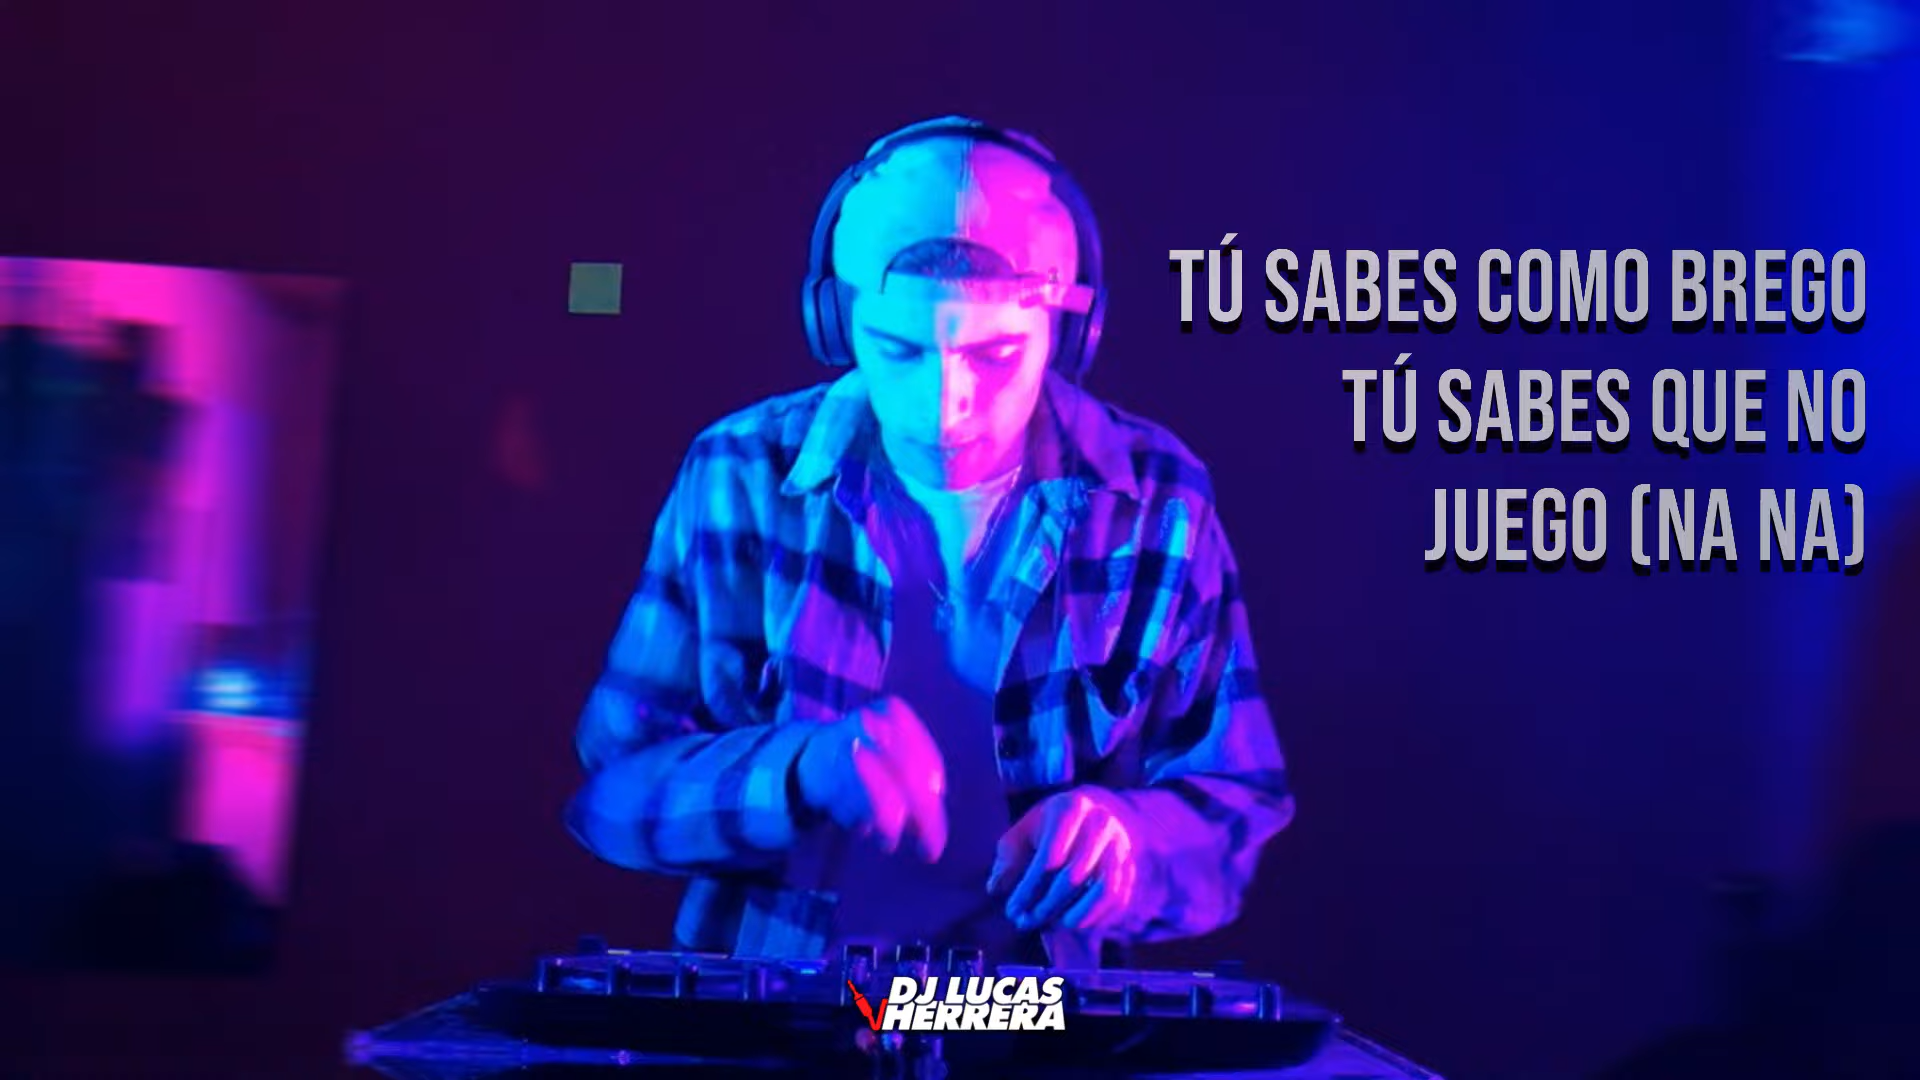 TÚ SABES COMO BREGO
TÚ SABES QUE NO
JUEGO (NA NA)
DJ LUCAS
HERRERA